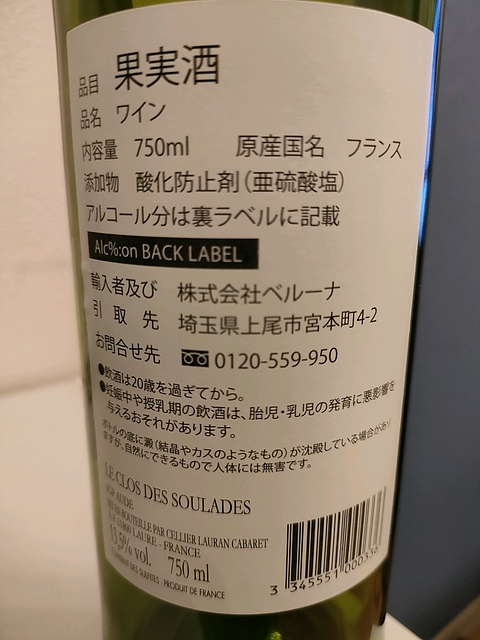 品目 果実酒
品名 ワイン
内容量 750ml 原産国名 フランス
添加物 酸化防止剤(亜硫酸塩)
アルコール分は裏ラベルに記載
Alc%:on BACK LABEL
輸入者及び 株式会社ベルーナ
引取先 埼玉県上尾市宮本町4-2
お問合せ先 0120-559-950
●飲酒は20歳を過ぎてから。
●妊娠中や授乳期の飲酒は、胎児・乳児の発育に悪影響を
与えるおそれがあります。
ボトルの底に澱(結晶やカスのようなもの)が沈殿している場合があり
ますが、自然にできるもので人体には無害です。
LE CLOS DES SOULADES
IGP AUDE
MIS EN BOUTEILLE PAR CELLIER LAURAN CABARET
11800 LAURE - FRANCE
13,5% vol. 750 ml
CONTIENT DES SULFITES - PRODUIT DE FRANCE
3 345551 000336